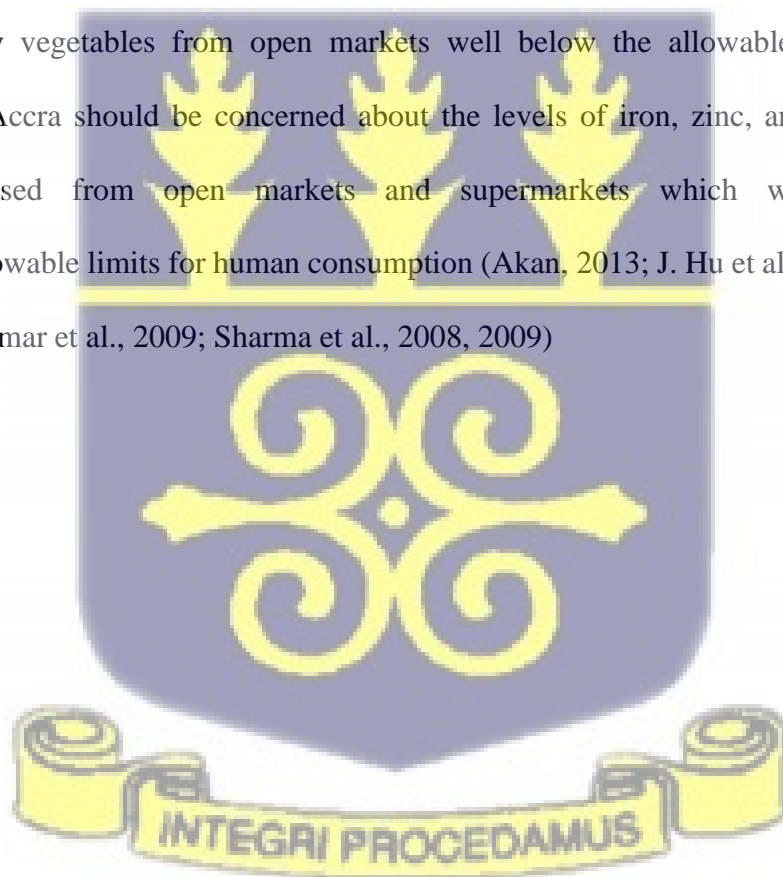 vegetables from open markets well below the allowable
Accra should be concerned about the levels of iron, zinc,
sed from open markets and supermarkets which
owable limits for human consumption (Akan, 2013; J. Hu et al
mar et al., 2009; Sharma et al., 2008, 2009)
INTEGRI PROCEDAMUS